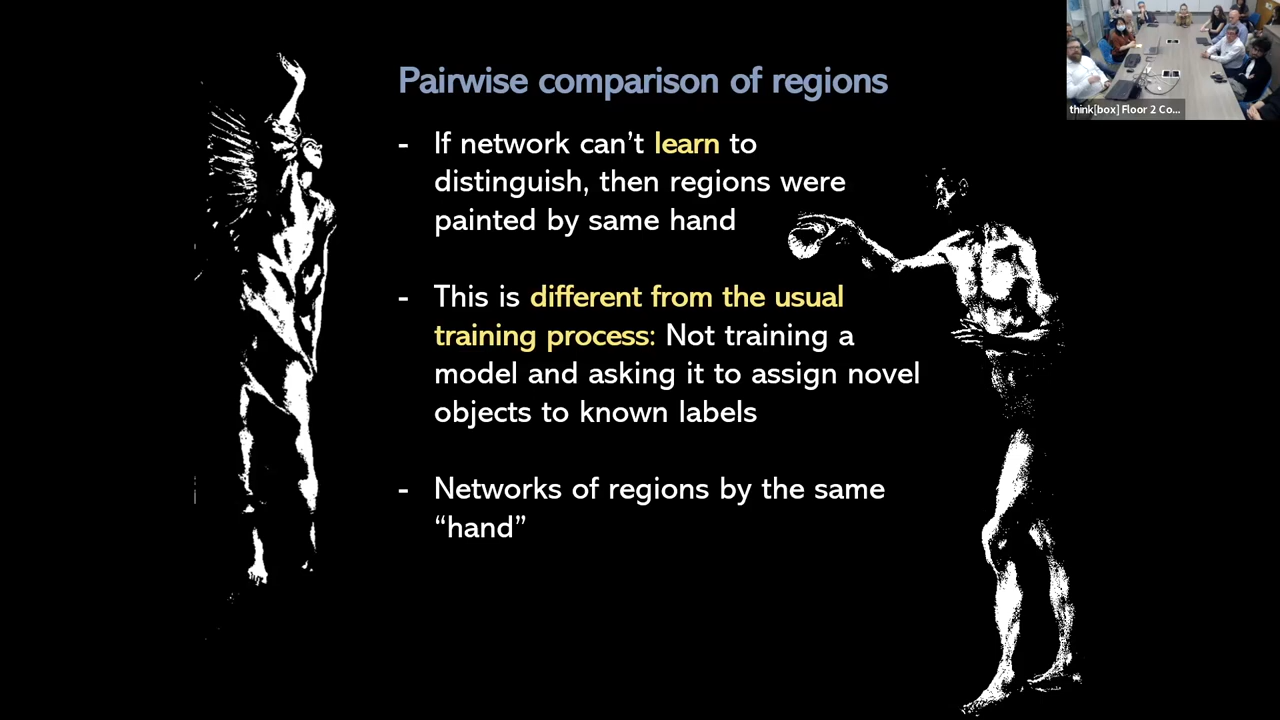 Pairwise comparison of regions
- If network can't learn to
distinguish, then regions were
painted by same hand
- This is different from the usual
training process: Not training a
model and asking it to assign novel
objects to known labels
- Networks of regions by the same
“hand”
think[box] Floor 2 Co...